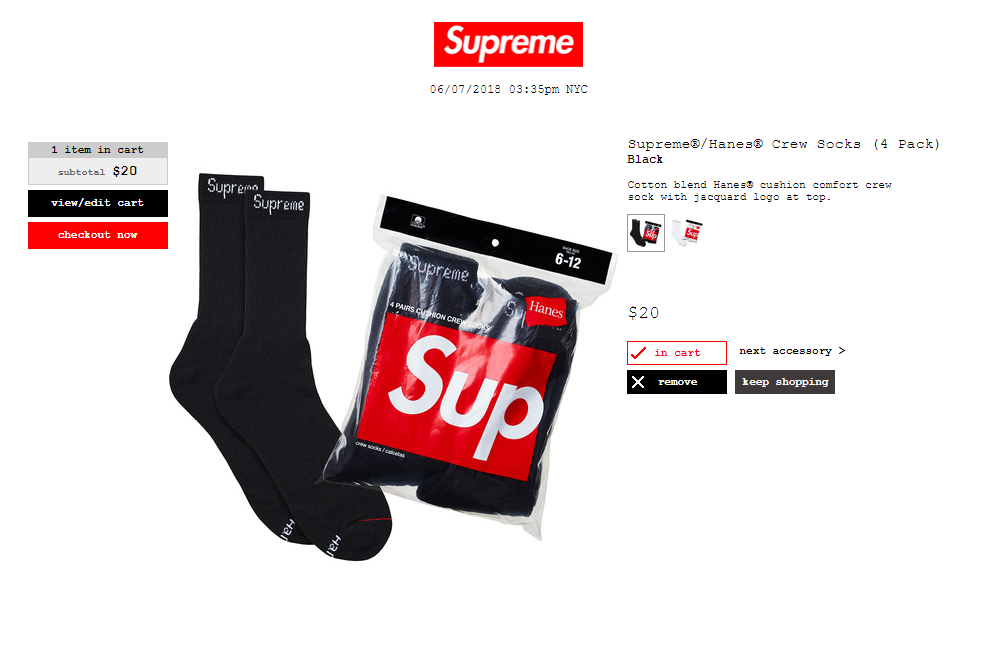 Supreme
06/07/2018 03:35pm NYC
1 item in cart
subtotal $20
view/edit cart
checkout now
Supreme®/Hanes® Crew Socks (4 Pack)
Black
Cotton blend Hanes® cushion comfort crew
sock with jacquard logo at top.
$20
in cart
next accessory >
remove
keep shopping
Supreme
Supreme
SHOE SIZE
6-12
Supreme
Hanes
4 PAIRS CUSHION CREW SOCKS
Sup
crew socks / calcetas